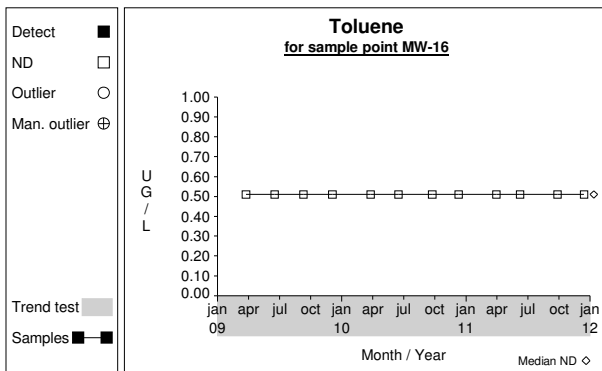 Detect
ND
Outlier
Man. outlier
Trend test
Samples
Toluene
for sample point MW-16
U
G
/
L
1.00
0.90
0.80
0.70
0.60
0.50
0.40
0.30
0.20
0.10
0.00
jan apr jul oct jan apr jul oct jan apr jul oct jan
09 10 11 12
Month / Year
Median ND